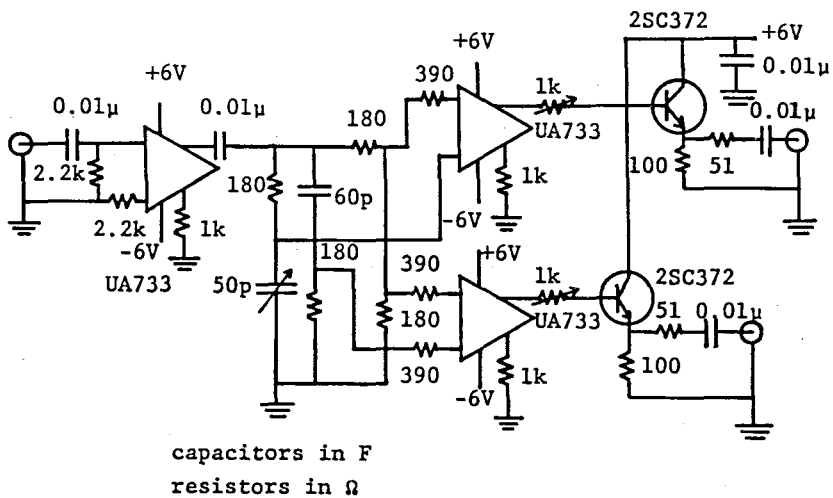 2SC372
+6V
+6V
+6V
390
0.01μ
0.01μ
0.01μ
1k
0.01μ
180
UA733
2.2k
180
60p
100
51
1k
2.2k
-6V
1k
-6V
180
+6V
UA733
50p
390
1k
2SC372
UA733
51
0.01μ
180
390
1k
100
-6V
capacitors in F
resistors in Ω